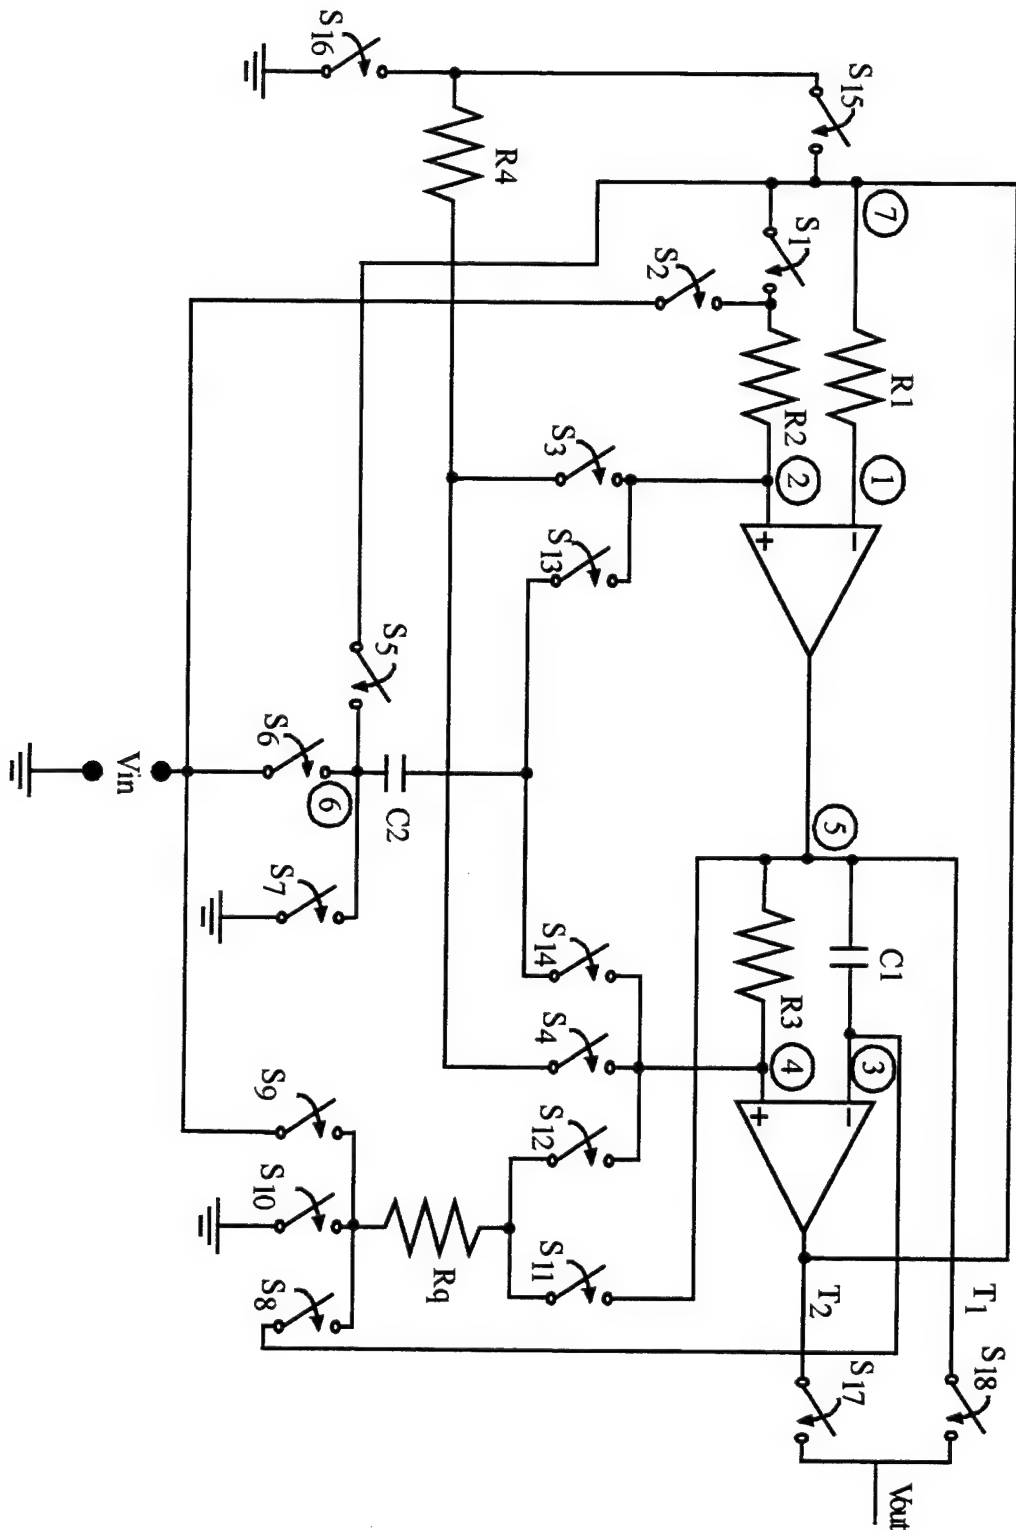 S16
S15
R4
7
S1
S2
R1
R2
S3
2
1
S13
+
−
S5
S6
Vin
6
C2
5
S7
S14
C1
R3
S4
4
3
S9
S12
+
−
S10
S11
Rq
S8
T2
T1
S17
S18
Vout